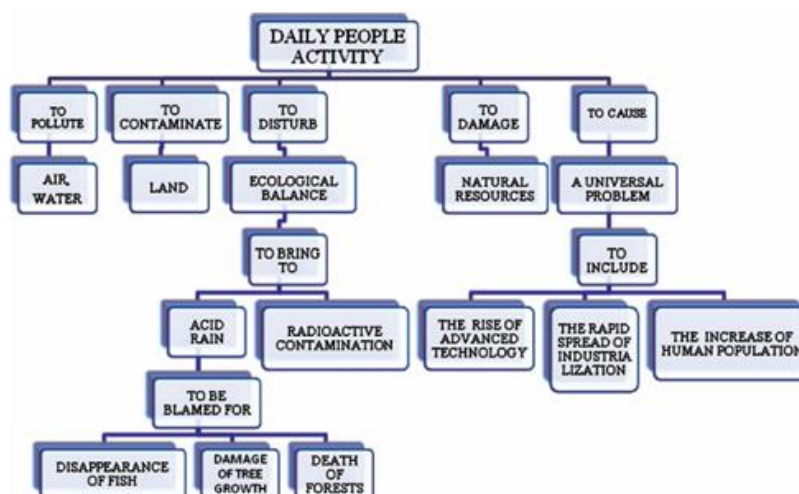 DAILY PEOPLE
ACTIVITY
TO
POLLUTE
TO
CONTAMINATE
TO
DISTURB
TO
DAMAGE
TO CAUSE
AIR,
WATER
LAND
ECOLOGICAL
BALANCE
NATURAL
RESOURCES
A UNIVERSAL
PROBLEM
TO BRING
TO
TO
INCLUDE
ACID
RAIN
RADIOACTIVE
CONTAMINATION
THE RISE OF
ADVANCED
TECHNOLOGY
THE RAPID
SPREAD OF
INDUSTRIA
LIZATION
THE INCREASE OF
HUMAN POPULATION
TO BE
BLAMED FOR
DISAPPEARANCE
OF FISH
DAMAGE
OF TREE
GROWTH
DEATH
OF
FORESTS